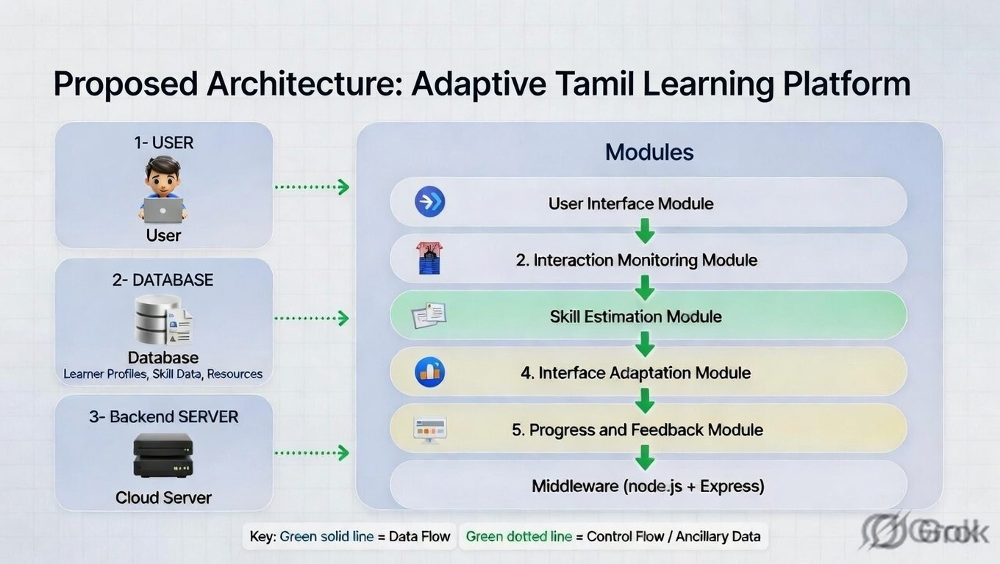 Proposed Architecture: Adaptive Tamil Learning Platform
1- USER
User
2- DATABASE
Database
Learner Profiles, Skill Data, Resources
3- Backend SERVER
Cloud Server
Modules
User Interface Module
2. Interaction Monitoring Module
Skill Estimation Module
4. Interface Adaptation Module
5. Progress and Feedback Module
Middleware (node.js + Express)
Key: Green solid line = Data Flow
Green dotted line = Control Flow / Ancillary Data